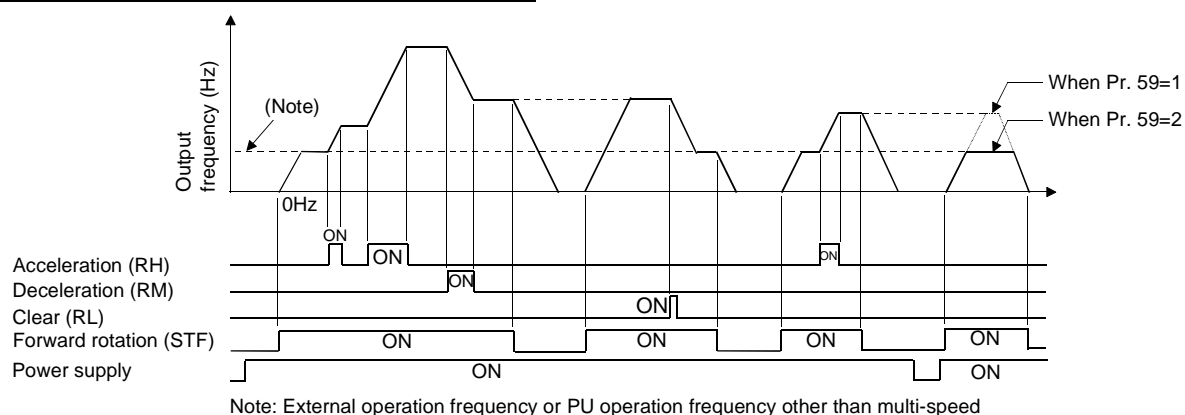 Output
frequency (Hz)
(Note)
When Pr. 59=1
When Pr. 59=2
0Hz
ON
Acceleration (RH)
ON
ON
Deceleration (RM)
ON
Clear (RL)
ON
Forward rotation (STF)
ON
ON
ON
ON
Power supply
ON
ON
Note: External operation frequency or PU operation frequency other than multi-speed